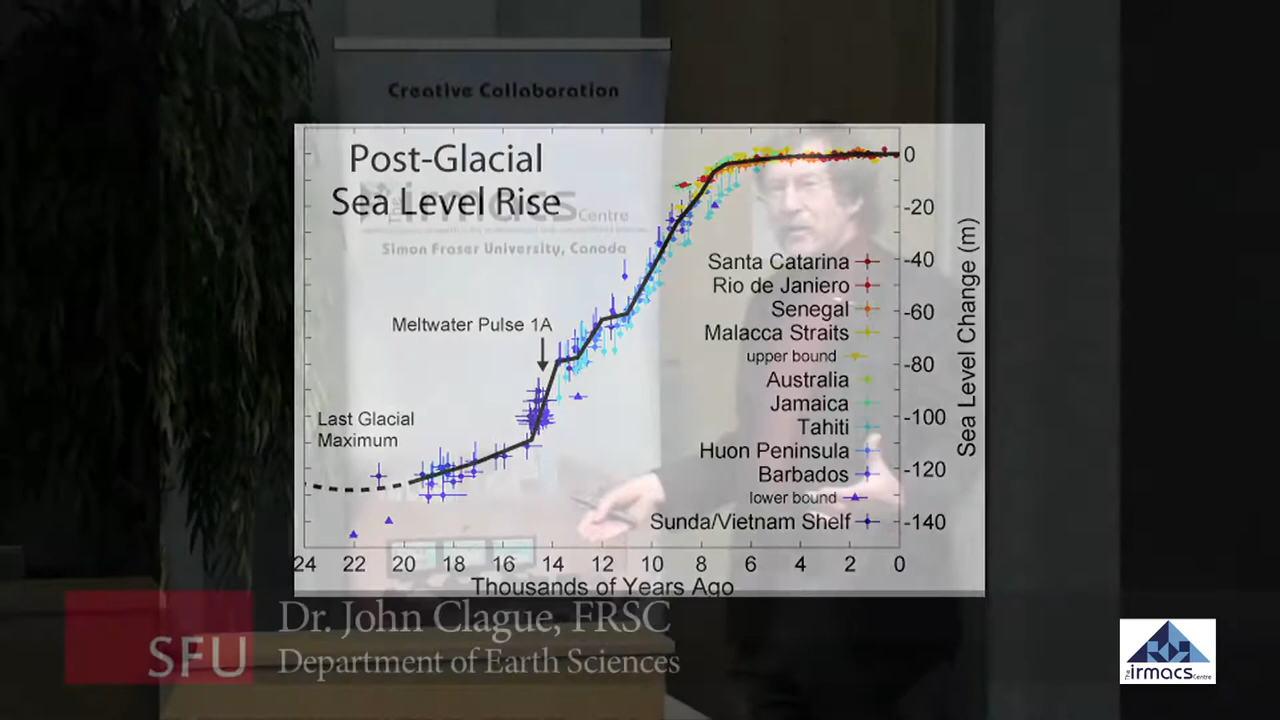 Creative Collaboration
Post-Glacial
Sea Level Rise
irmacs Centre
Simon Fraser University, Canada
Meltwater Pulse 1A
Last Glacial
Maximum
Santa Catarina
Rio de Janiero
Senegal
Malacca Straits
upper bound
Australia
Jamaica
Tahiti
Huon Peninsula
Barbados
lower bound
Sunda/Vietnam Shelf
0
-20
-40
-60
-80
-100
-120
-140
Sea Level Change (m)
24 22 20 18 16 14 12 10 8 6 4 2 0
Thousands of Years Ago
SFU
Dr. John Clague, FRSC
Department of Earth Sciences
The irmacs Centre